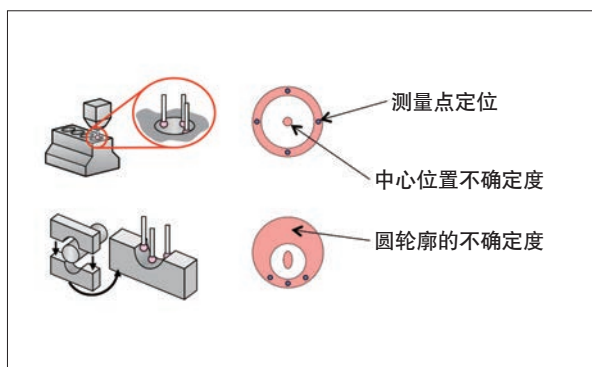 测量点定位
中心位置不确定度
圆轮廓的不确定度